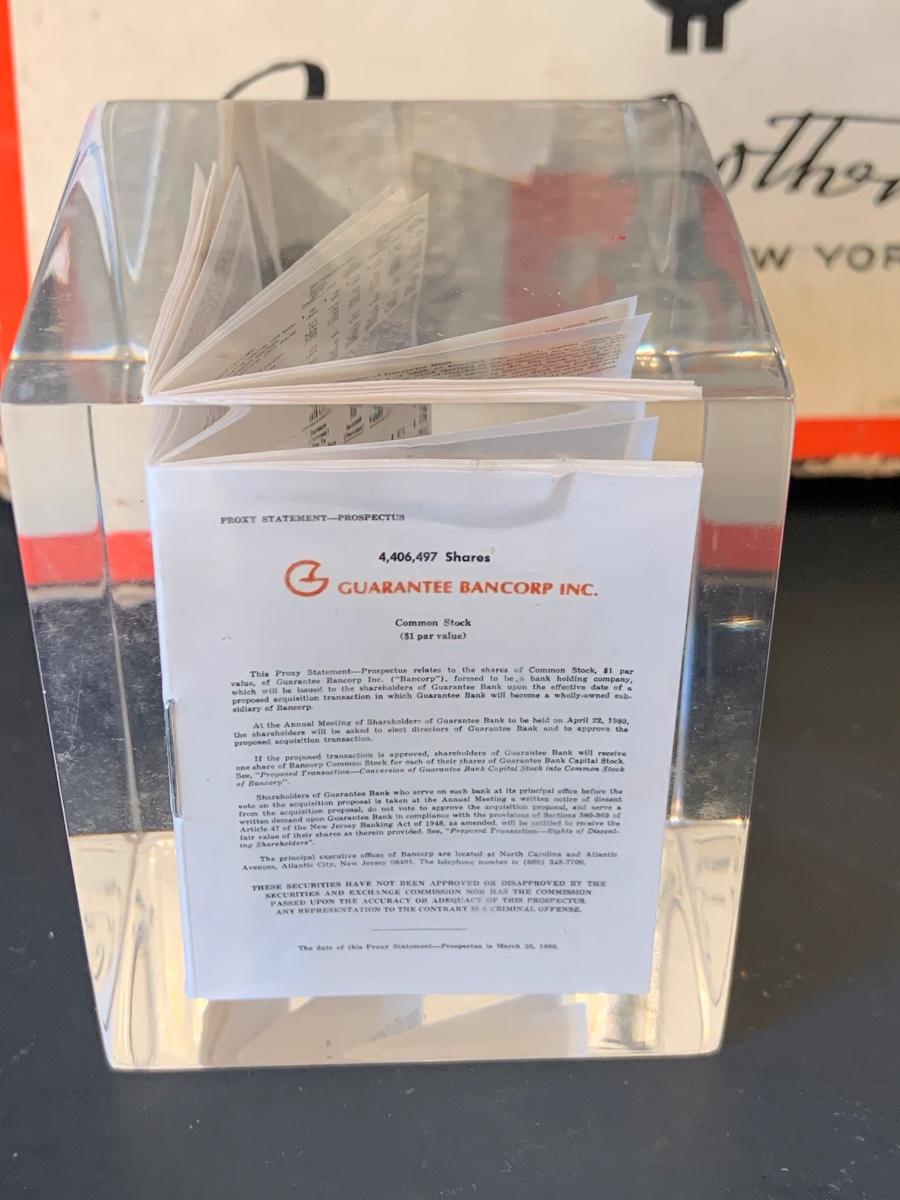 othe
W YOR
PROXY STATEMENT—PROSPECTUS
4,406,497 Shares
GUARANTEE BANCORP INC.
Common Stock
($1 par value)
This Proxy Statement—Prospectus relates to the shares of Common Stock, $1 par
value, of Guarantee Bancorp Inc. ("Bancorp"), formed to be a bank holding company,
which will be issued to the shareholders of Guarantee Bank upon the effective date of a
proposed acquisition transaction in which Guarantee Bank will become a wholly-owned sub-
sidiary of Bancorp.
At the Annual Meeting of Shareholders of Guarantee Bank to be held on April 22, 1980,
the shareholders will be asked to elect directors of Guarantee Bank and to approve the
proposed acquisition transaction.
If the proposed transaction is approved, shareholders of Guarantee Bank will receive
one share of Bancorp Common Stock for each of their shares of Guarantee Bank Capital Stock.
See, "Proposed Transaction—Conversion of Guarantee Bank Capital Stock into Common Stock
of Bancorp".
Shareholders of Guarantee Bank who serve on such bank at its principal office before the
vote on the acquisition proposal is taken at the Annual Meeting a written notice of dissent
from the acquisition proposal, do not vote to approve the acquisition proposal, and serve a
written demand upon Guarantee Bank in compliance with the provisions of Sections 360-369 of
Article 47 of the New Jersey Banking Act of 1948, as amended, will be entitled to receive the
fair value of their shares as therein provided. See, "Proposed Transaction—Rights of Dissent-
ing Shareholders".
The principal executive offices of Bancorp are located at North Carolina and Atlantic
Avenues, Atlantic City, New Jersey 08401. The telephone number is (609) 348-7700.
THESE SECURITIES HAVE NOT BEEN APPROVED OR DISAPPROVED BY THE
SECURITIES AND EXCHANGE COMMISSION NOR HAS THE COMMISSION
PASSED UPON THE ACCURACY OR ADEQUACY OF THIS PROSPECTUS.
ANY REPRESENTATION TO THE CONTRARY IS A CRIMINAL OFFENSE.
The date of this Proxy Statement—Prospectus is March 26, 1980.